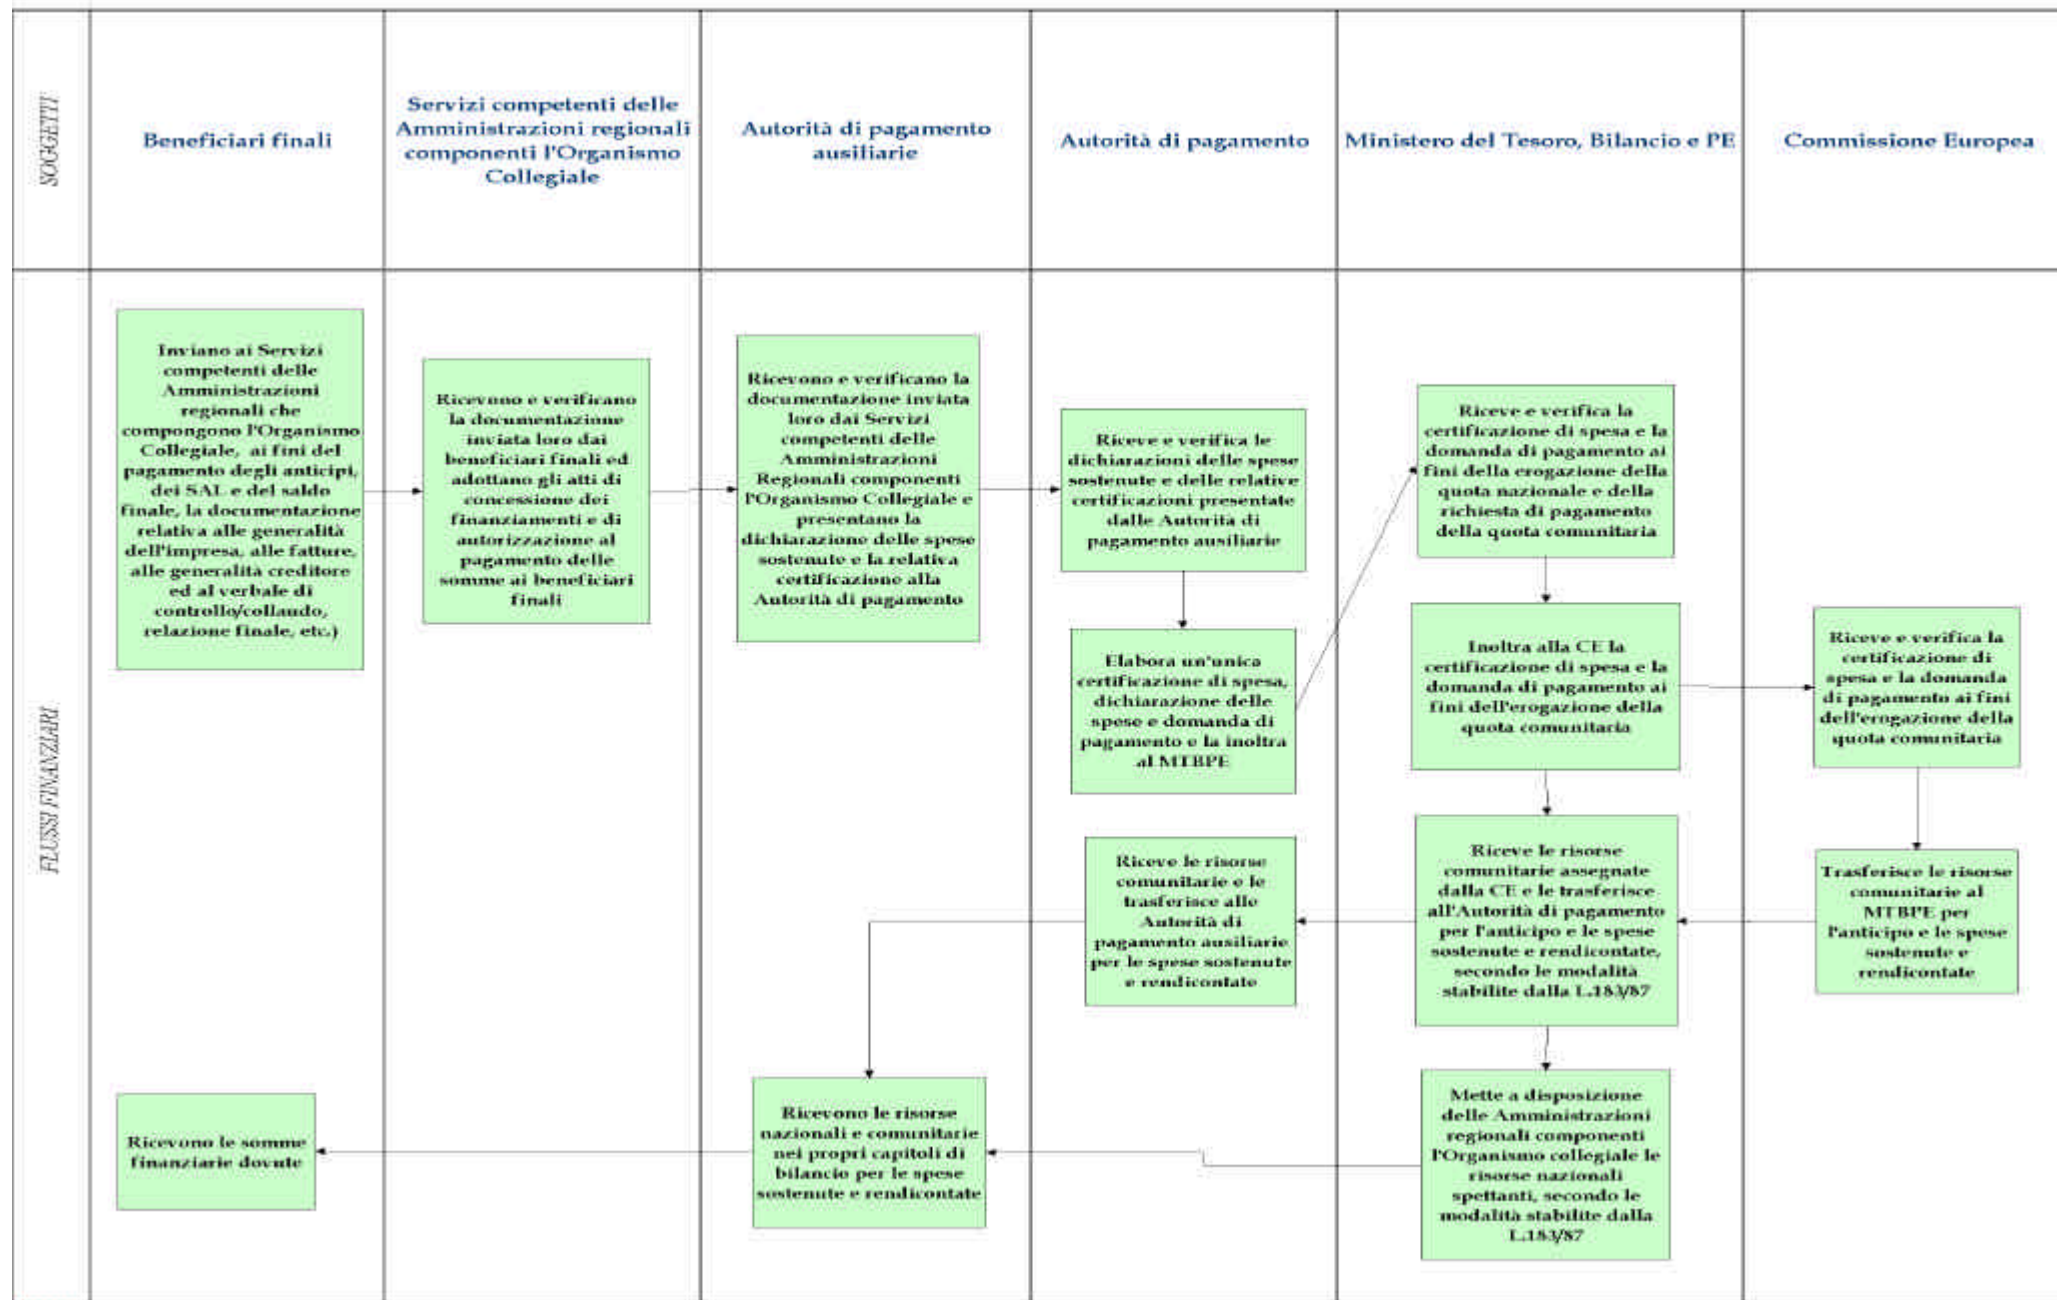 SOGGETTI
Beneficiari finali
Servizi competenti delle
Amministrazioni regionali
componenti l'Organismo
Collegiale
Autorità di pagamento
ausiliarie
Autorità di pagamento
Ministero del Tesoro, Bilancio e PE
Commissione Europea
FLUSSI FINANZIARI
Inviano ai Servizi
competenti delle
Amministrazioni
regionali che
compongono l'Organismo
Collegiale, ai fini del
pagamento degli anticipi,
dei SAL e del saldo
finale, la documentazione
relativa alle generalità
dell'impresa, alle fatture,
alle generalità creditore
ed al verbale di
controllo/collaudo,
relazione finale, etc.)
Ricevono e verificano
la documentazione
inviata loro dai
beneficiari finali ed
adottano gli atti di
concessione dei
finanziamenti e di
autorizzazione al
pagamento delle
somme ai beneficiari
finali
Ricevono e verificano la
documentazione inviata
loro dai Servizi
competenti delle
Amministrazioni
Regionali componenti
l'Organismo Collegiale e
presentano la
dichiarazione delle spese
sostenute e la relativa
certificazione alla
Autorità di pagamento
Riceve e verifica le
dichiarazioni delle spese
sostenute e delle relative
certificazioni presentate
dalle Autorità di
pagamento ausiliarie
Riceve e verifica la
certificazione di spesa e la
domanda di pagamento ai
fini della erogazione della
quota nazionale e della
richiesta di pagamento
della quota comunitaria
Elabora un'unica
certificazione di spesa,
dichiarazione delle
spese e domanda di
pagamento e la inoltra
al MTBPE
Inoltra alla CE la
certificazione di spesa e la
domanda di pagamento ai
fini dell'erogazione della
quota comunitaria
Riceve e verifica la
certificazione di
spesa e la domanda
di pagamento ai fini
dell'erogazione della
quota comunitaria
Riceve le risorse
comunitarie e le
trasferisce alle
Autorità di
pagamento ausiliarie
per le spese sostenute
e rendicontate
Riceve le risorse
comunitarie assegnate
dalla CE e le trasferisce
all'Autorità di pagamento
per l'anticipo e le spese
sostenute e rendicontate,
secondo le modalità
stabilite dalla L.183/87
Trasferisce le risorse
comunitarie al
MTBPE per
l'anticipo e le spese
sostenute e
rendicontate
Ricevono le somme
finanziarie dovute
Ricevono le risorse
nazionali e comunitarie
nei propri capitoli di
bilancio per le spese
sostenute e rendicontate
Mette a disposizione
delle Amministrazioni
regionali componenti
l'Organismo collegiale le
risorse nazionali
spettanti, secondo le
modalità stabilite dalla
L.183/87